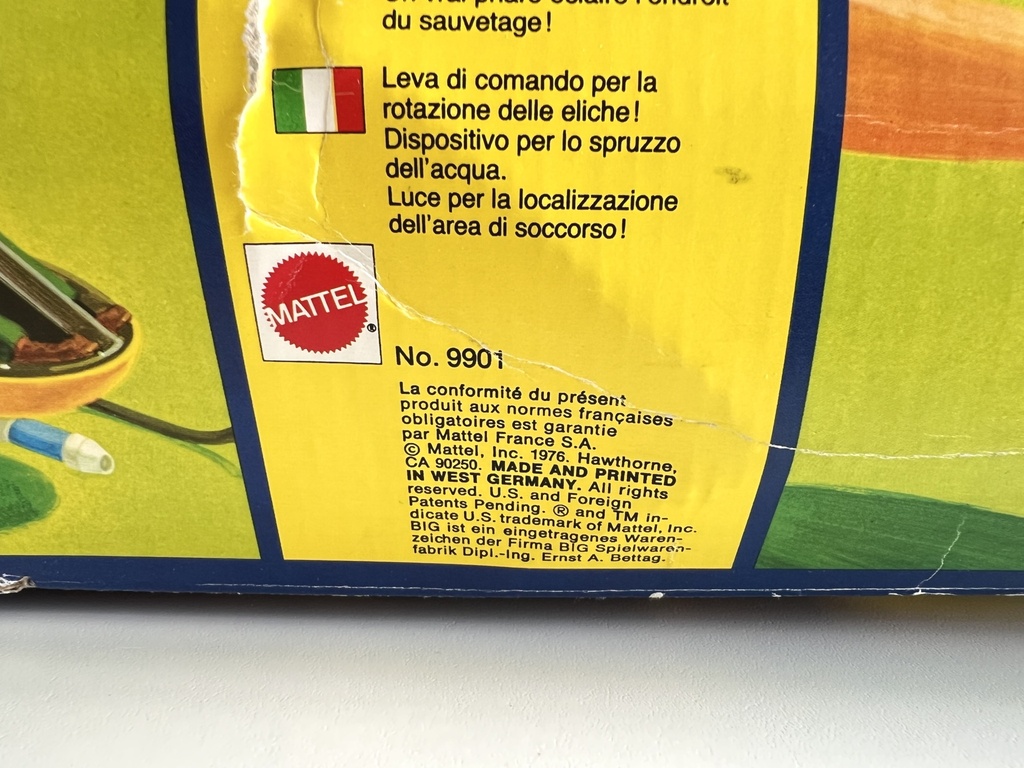 du sauvetage!
Leva di comando per la
rotazione delle eliche!
Dispositivo per lo spruzzo
dell'acqua.
Luce per la localizzazione
dell'area di soccorso!
MATTEL®
No. 9901
La conformité du présent
produit aux normes françaises
obligatoires est garantie
par Mattel France S.A.
© Mattel, Inc. 1976. Hawthorne,
CA 90250. MADE AND PRINTED
IN WEST GERMANY. All rights
reserved. U.S. and Foreign
Patents Pending. ® and TM in-
dicate U.S. trademark of Mattel, Inc.
BIG ist ein eingetragenes Waren-
zeichen der Firma BIG Spielwaren-
fabrik Dipl.-Ing. Ernst A. Bettag.